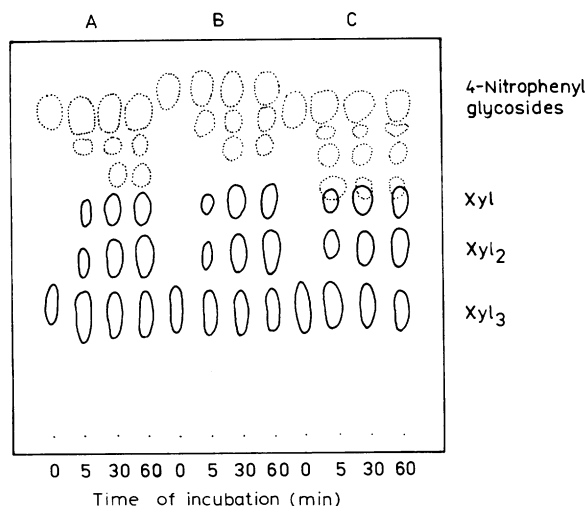 A B C
4-Nitrophenyl
glycosides
Xyl
Xyl2
Xyl3
0 5 30 60 0 5 30 60 0 5 30 60
Time of incubation (min)